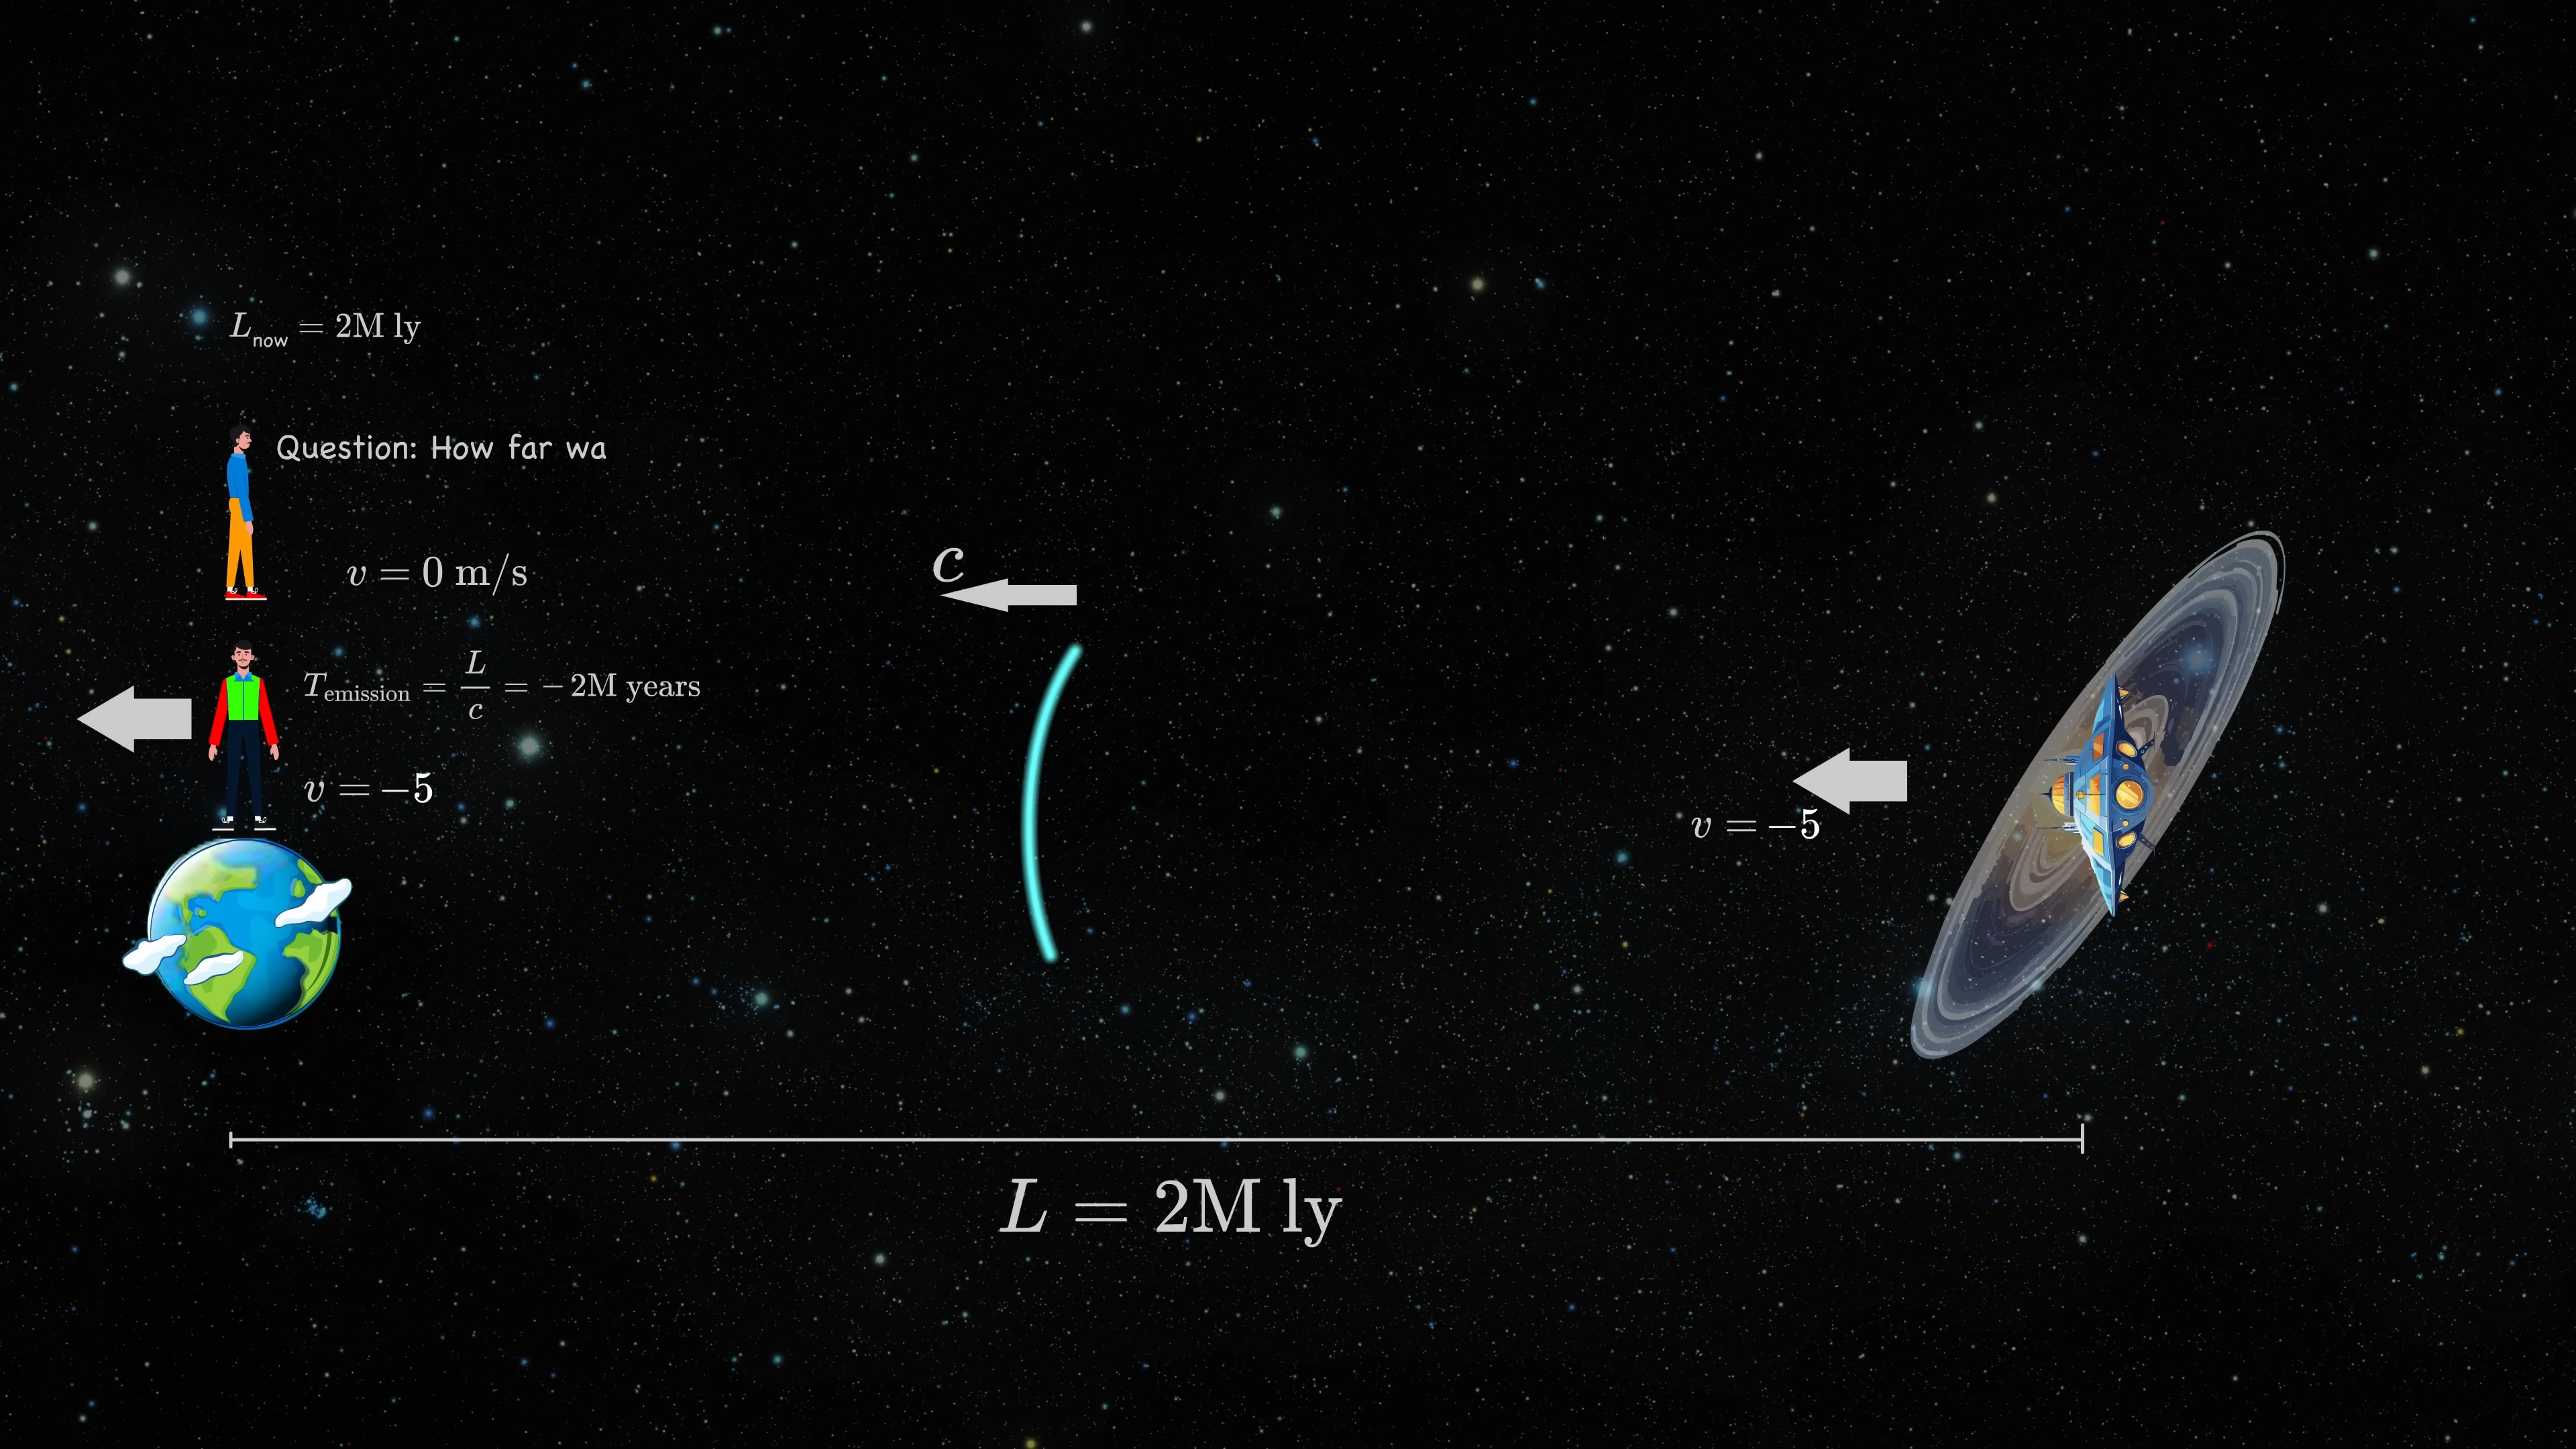 L_now = 2M ly
Question: How far wa
c
v = 0 m/s
T_emission = L/c = −2M years
v = −5
v = −5
L = 2M ly